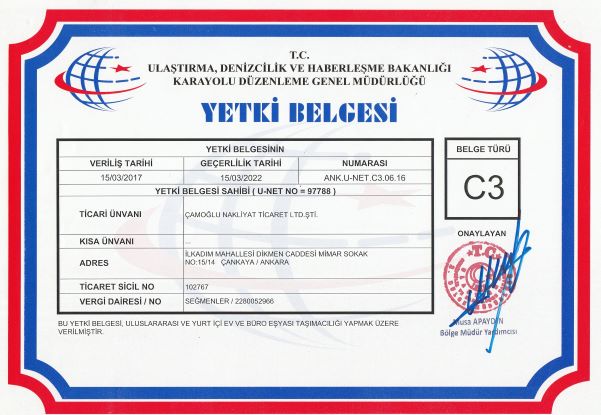 T.C.
ULAŞTIRMA, DENİZCİLİK VE HABERLEŞME BAKANLIĞI
KARAYOLU DÜZENLEME GENEL MÜDÜRLÜĞÜ
YETKİ BELGESİ
YETKİ BELGESİNİN
VERİLİŞ TARİHİ GEÇERLİLİK TARİHİ NUMARASI
15/03/2017 15/03/2022 ANK.U-NET.C3.06.16
YETKİ BELGESİ SAHİBİ ( U-NET NO = 97788 )
TİCARİ ÜNVANI ÇAMOĞLU NAKLİYAT TİCARET LTD.ŞTİ.
KISA ÜNVANI ...
ADRES İLKADIM MAHALLESİ DİKMEN CADDESİ MİMAR SOKAK
NO:15/14 ÇANKAYA / ANKARA
TİCARET SİCİL NO 102767
VERGİ DAİRESİ / NO SEĞMENLER / 2280052966
BU YETKİ BELGESİ, ULUSLARARASI VE YURT İÇİ EV VE BÜRO EŞYASI TAŞIMACILIĞI YAPMAK ÜZERE
VERİLMİŞTİR.
BELGE TÜRÜ
C3
ONAYLAYAN
T.C.
Musa APAYDIN
Bölge Müdür Yardımcısı